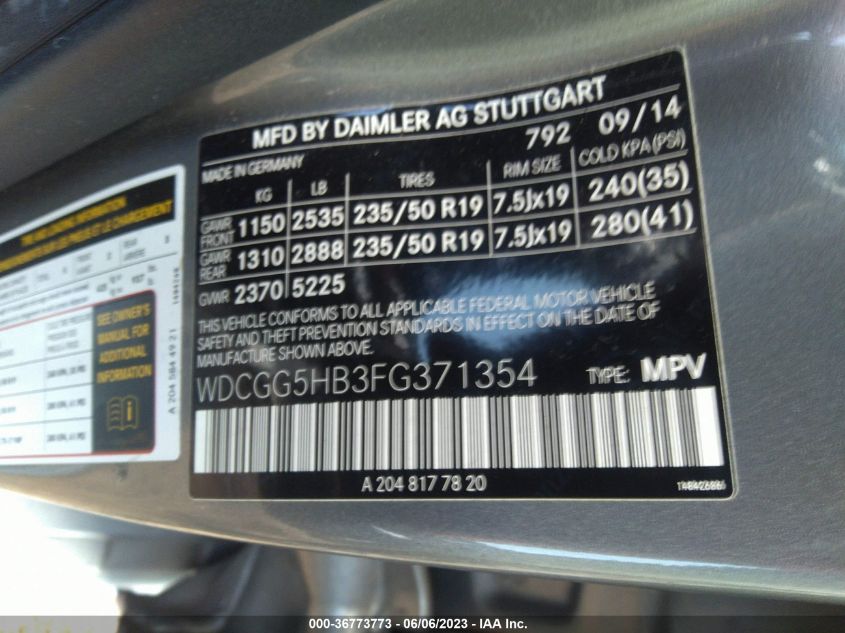 MFD BY DAIMLER AG STUTTGART
MADE IN GERMANY 792 09/14
KG LB TIRES RIM SIZE COLD KPA (PSI)
GAWR FRONT 1150 2535 235/50 R19 7.5Jx19 240(35)
GAWR REAR 1310 2888 235/50 R19 7.5Jx19 280(41)
GVWR 2370 5225
THIS VEHICLE CONFORMS TO ALL APPLICABLE FEDERAL MOTOR VEHICLE
SAFETY AND THEFT PREVENTION STANDARDS IN EFFECT ON THE DATE OF
MANUFACTURE SHOWN ABOVE.
WDCGG5HB3FG371354 TYPE: MPV
A 204 817 78 20
SEE OWNER'S
MANUAL FOR
ADDITIONAL
INFORMATION
A 204 584 49 21
000-36773773 - 06/06/2023 - IAA Inc.